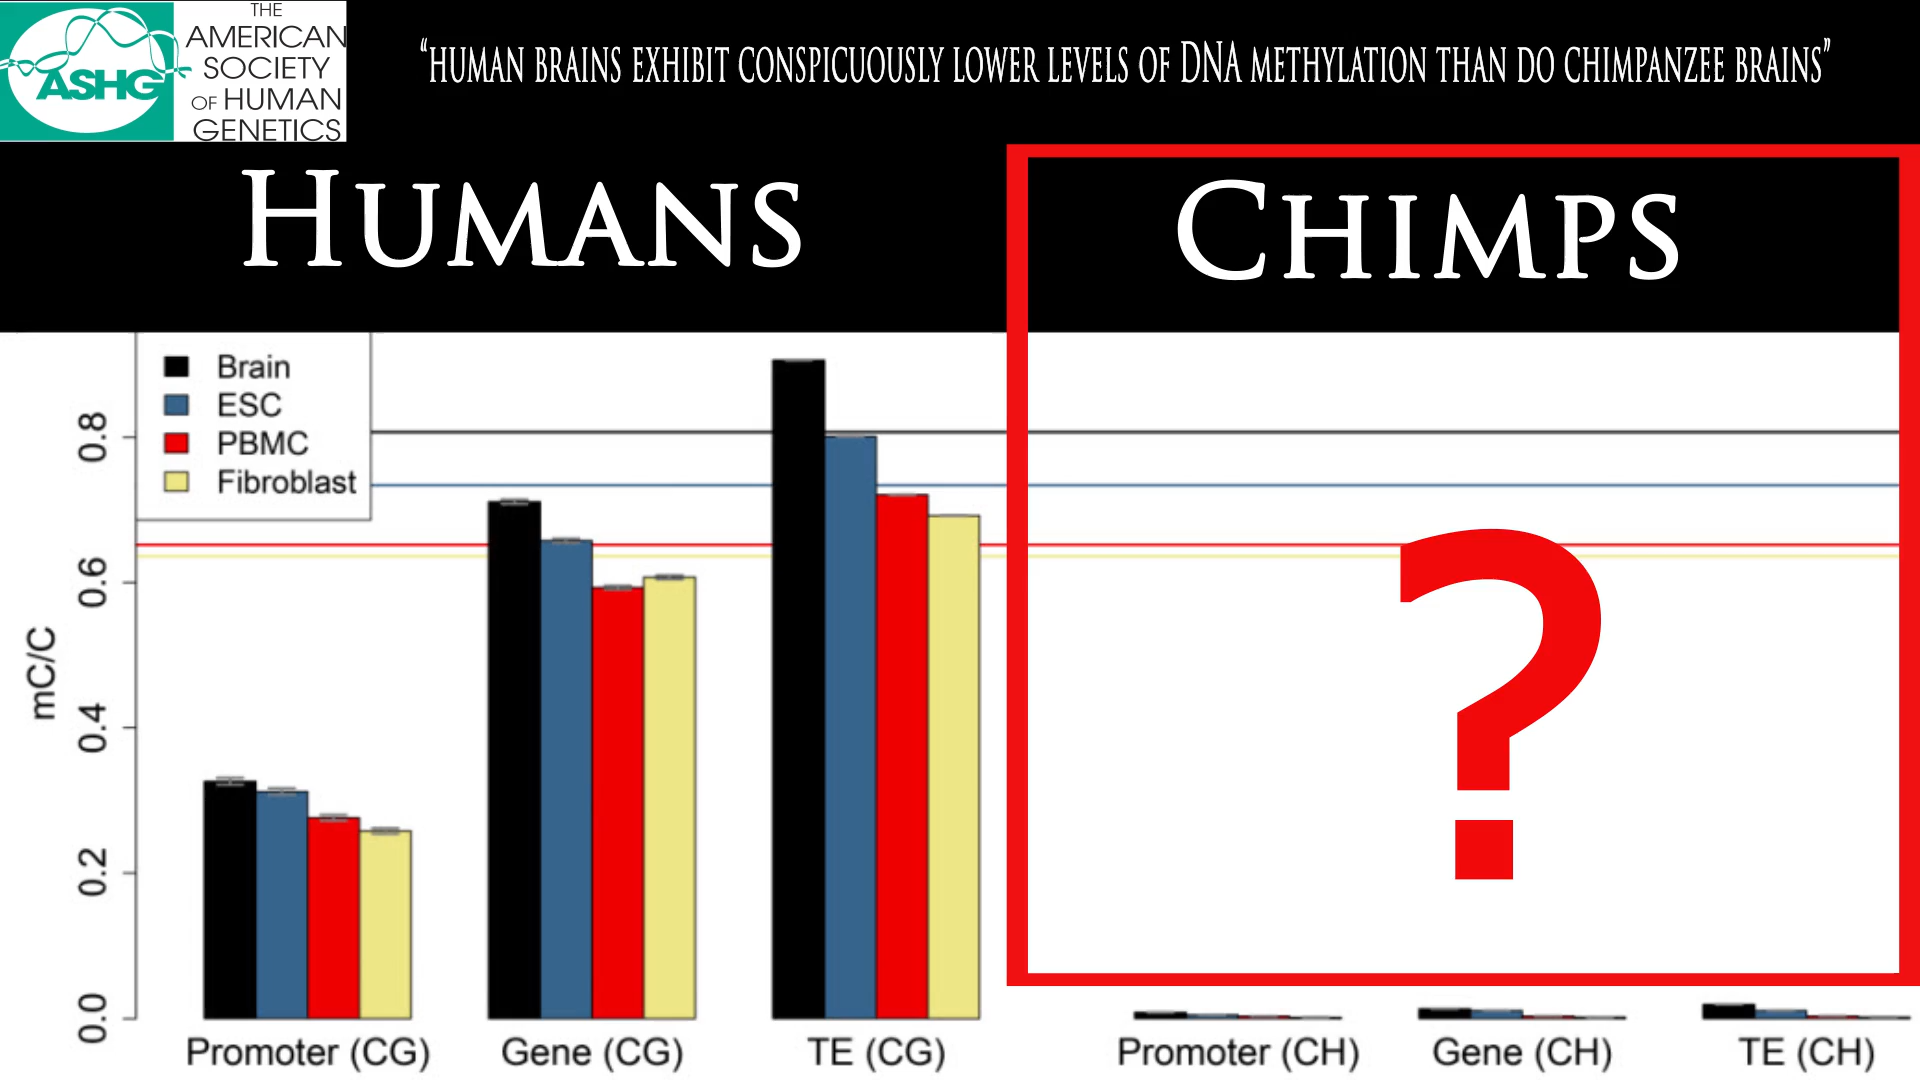 THE
AMERICAN
SOCIETY
OF HUMAN
GENETICS
ASHG
“HUMAN BRAINS EXHIBIT CONSPICUOUSLY LOWER LEVELS OF DNA METHYLATION THAN DO CHIMPANZEE BRAINS”
HUMANS
CHIMPS
Brain
ESC
PBMC
Fibroblast
mC/C
0.8
0.6
0.4
0.2
0.0
?
Promoter (CG)
Gene (CG)
TE (CG)
Promoter (CH)
Gene (CH)
TE (CH)